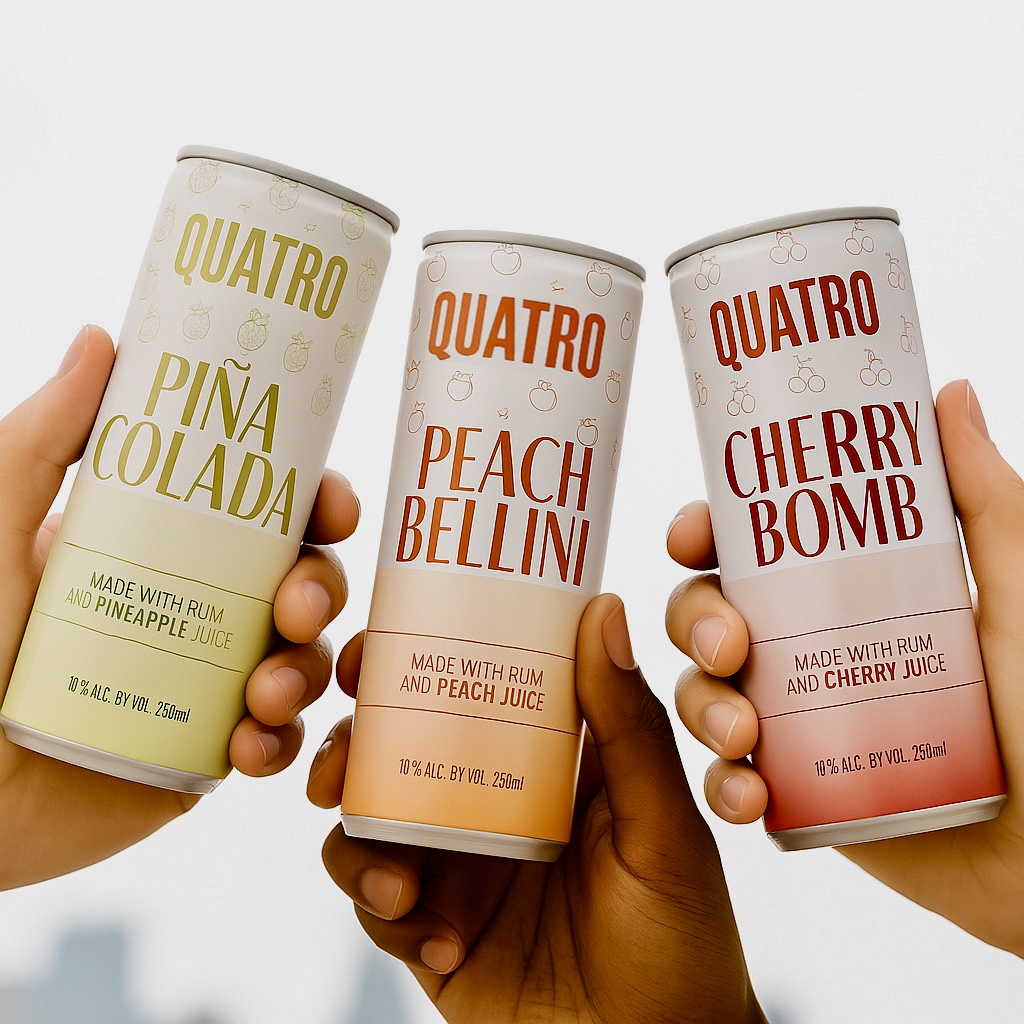 QUATRO
PIÑA
COLADA
MADE WITH RUM
AND PINEAPPLE JUICE
10% ALC. BY VOL. 250ml
QUATRO
PEACH
BELLINI
MADE WITH RUM
AND PEACH JUICE
10% ALC. BY VOL. 250ml
QUATRO
CHERRY
BOMB
MADE WITH RUM
AND CHERRY JUICE
10% ALC. BY VOL. 250ml